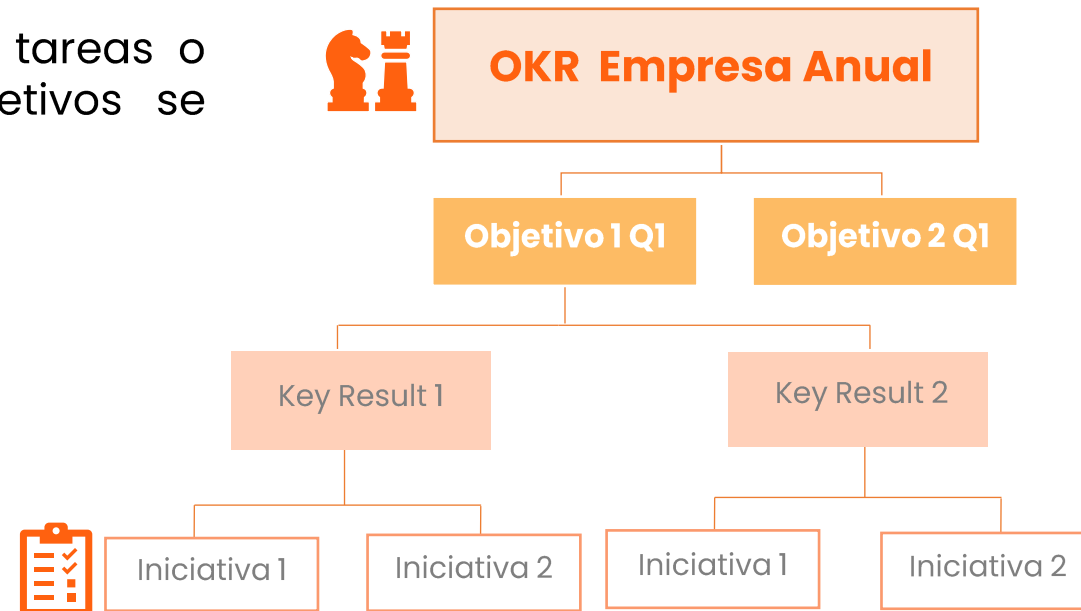 tareas o
etivos se
OKR Empresa Anual
Objetivo 1 Q1
Objetivo 2 Q1
Key Result 1
Key Result 2
Iniciativa 1
Iniciativa 2
Iniciativa 1
Iniciativa 2